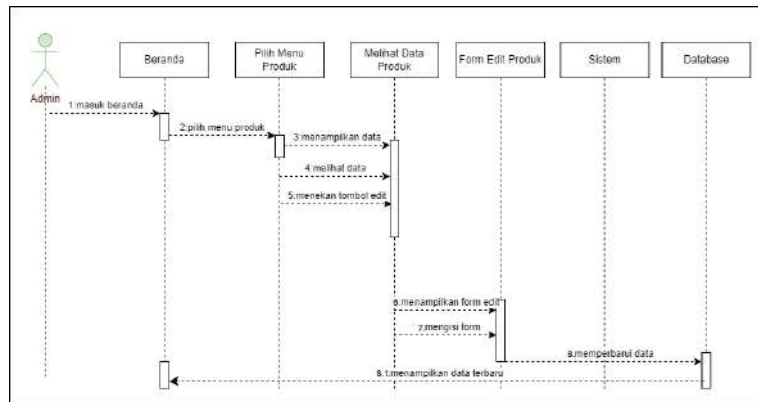 Beranda
Pilih Menu
Produk
Melihat Data
Produk
Form Edit Produk
Sistem
Database
Admin
1:masuk beranda
2:pilih menu produk
3:menampilkan data
4:melihat data
5:menekan tombol edit
6:menampilkan form edit
7:mengisi form
8:memperbarui data
8.1:menampilkan data terbaru